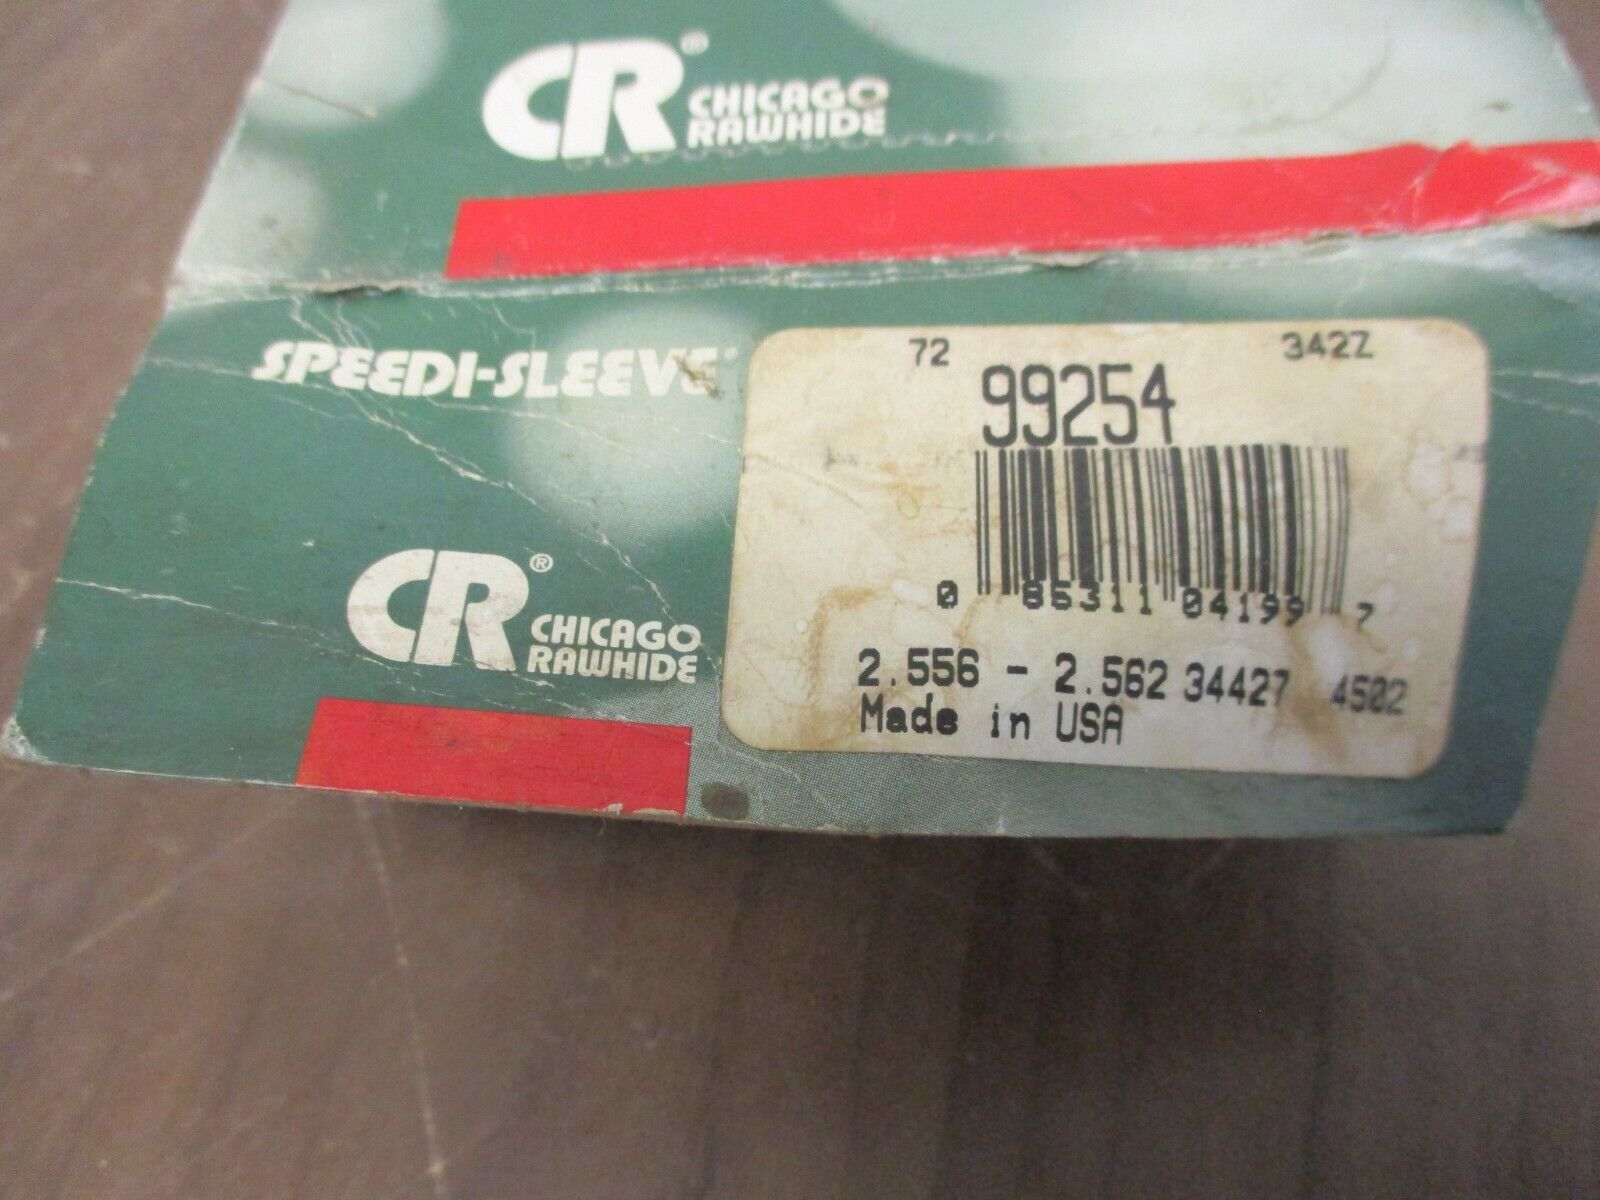 CR®
CHICAGO
RAWHIDE
SPEEDI-SLEEVE®
72 342Z
99254
0 85311 04199 7
2.556 - 2.562 34427 4502
Made in USA
CR®
CHICAGO
RAWHIDE